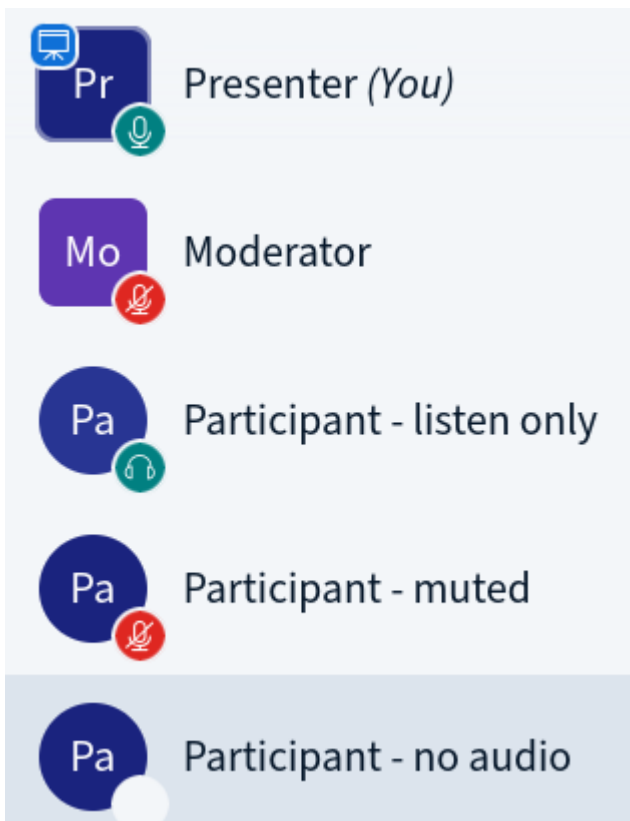 Pr Presenter (You)
Mo Moderator
Pa Participant - listen only
Pa Participant - muted
Pa Participant - no audio